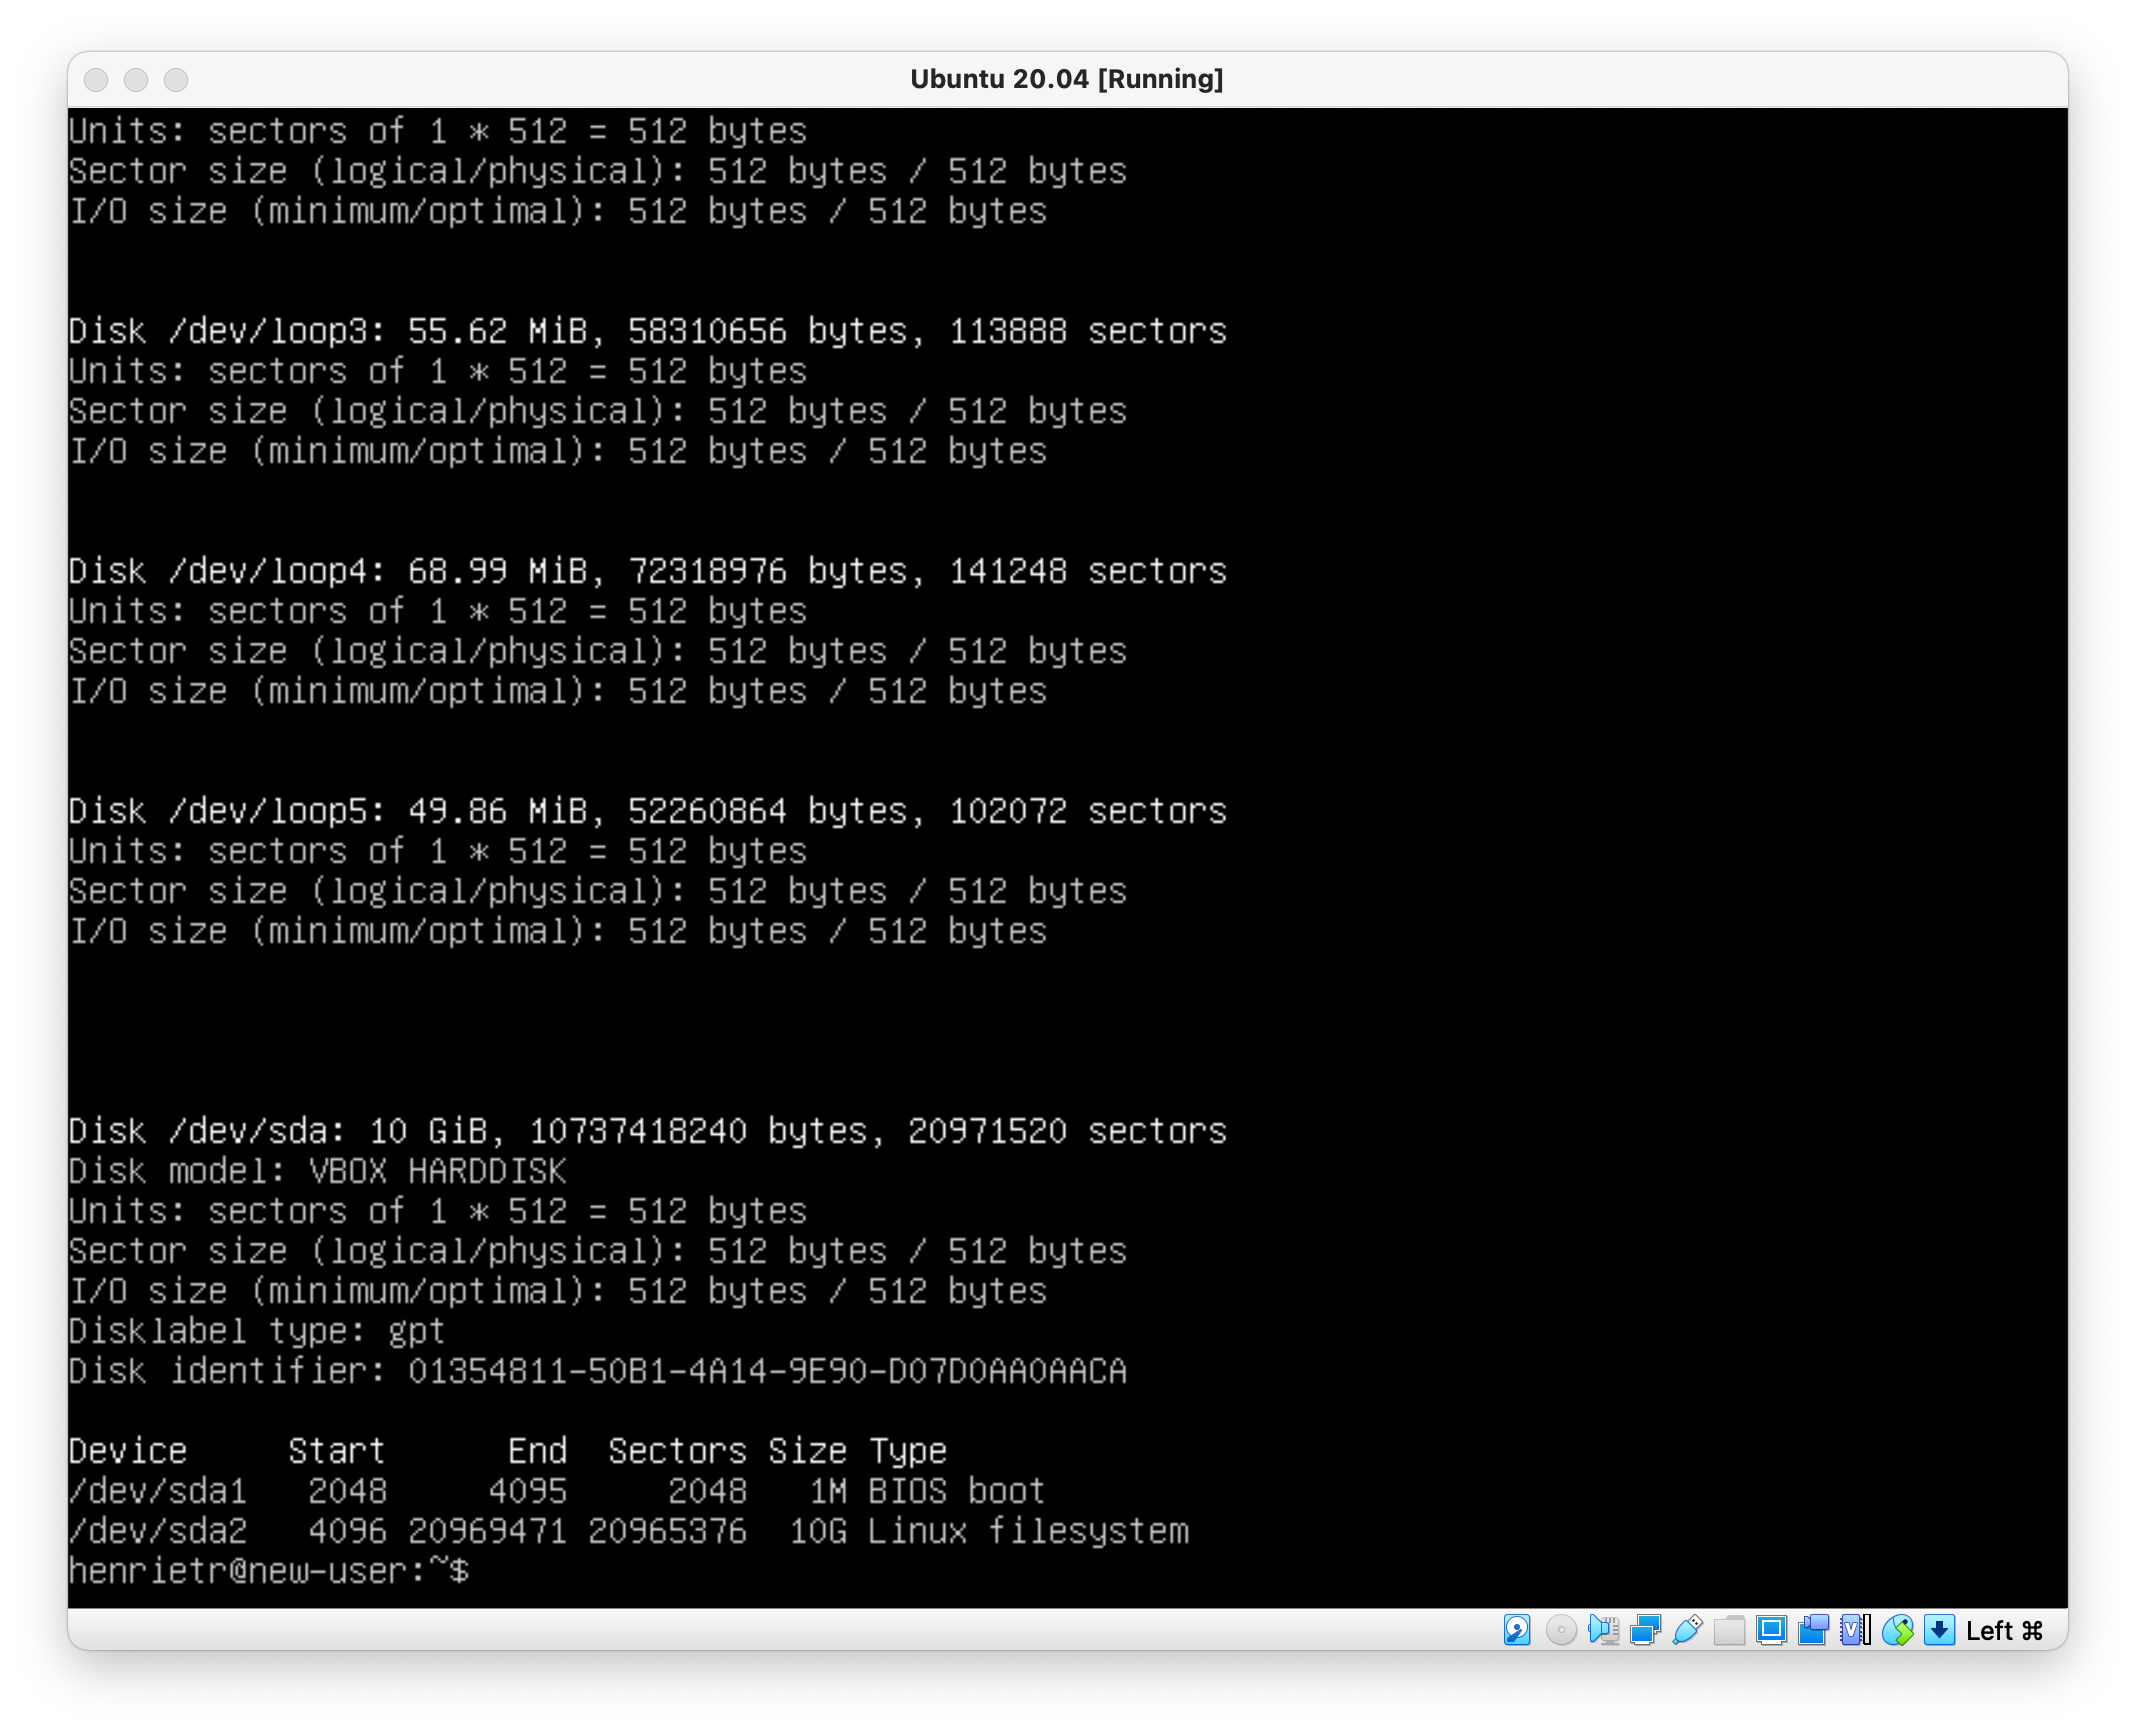 Ubuntu 20.04 [Running]
Units: sectors of 1 * 512 = 512 bytes
Sector size (logical/physical): 512 bytes / 512 bytes
I/O size (minimum/optimal): 512 bytes / 512 bytes
Disk /dev/loop3: 55.62 MiB, 58310656 bytes, 113888 sectors
Units: sectors of 1 * 512 = 512 bytes
Sector size (logical/physical): 512 bytes / 512 bytes
I/O size (minimum/optimal): 512 bytes / 512 bytes
Disk /dev/loop4: 68.99 MiB, 72318976 bytes, 141248 sectors
Units: sectors of 1 * 512 = 512 bytes
Sector size (logical/physical): 512 bytes / 512 bytes
I/O size (minimum/optimal): 512 bytes / 512 bytes
Disk /dev/loop5: 49.86 MiB, 52260864 bytes, 102072 sectors
Units: sectors of 1 * 512 = 512 bytes
Sector size (logical/physical): 512 bytes / 512 bytes
I/O size (minimum/optimal): 512 bytes / 512 bytes
Disk /dev/sda: 10 GiB, 10737418240 bytes, 20971520 sectors
Disk model: VBOX HARDDISK
Units: sectors of 1 * 512 = 512 bytes
Sector size (logical/physical): 512 bytes / 512 bytes
I/O size (minimum/optimal): 512 bytes / 512 bytes
Disklabel type: gpt
Disk identifier: 01354811-50B1-4A14-9E90-D07D0AA0AACA
Device     Start      End  Sectors Size Type
/dev/sda1   2048     4095     2048   1M BIOS boot
/dev/sda2   4096 20969471 20965376  10G Linux filesystem
henrietr@new-user:~$
Left ⌘